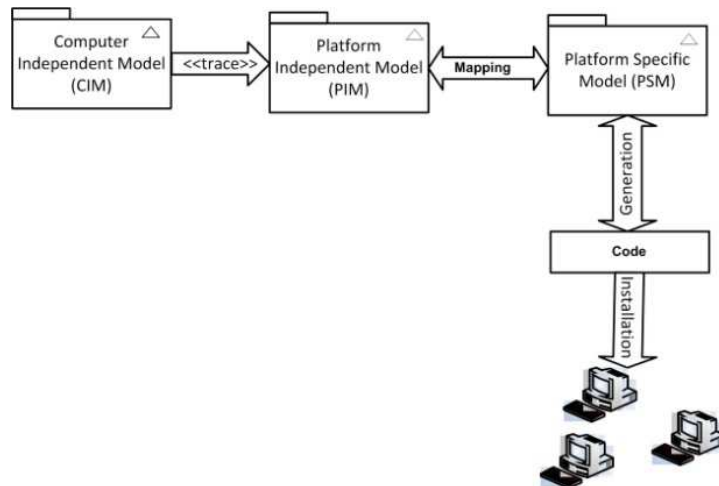 Computer
Independent Model
(CIM)
<<trace>>
Platform
Independent Model
(PIM)
Mapping
Platform Specific
Model (PSM)
Generation
Code
Installation